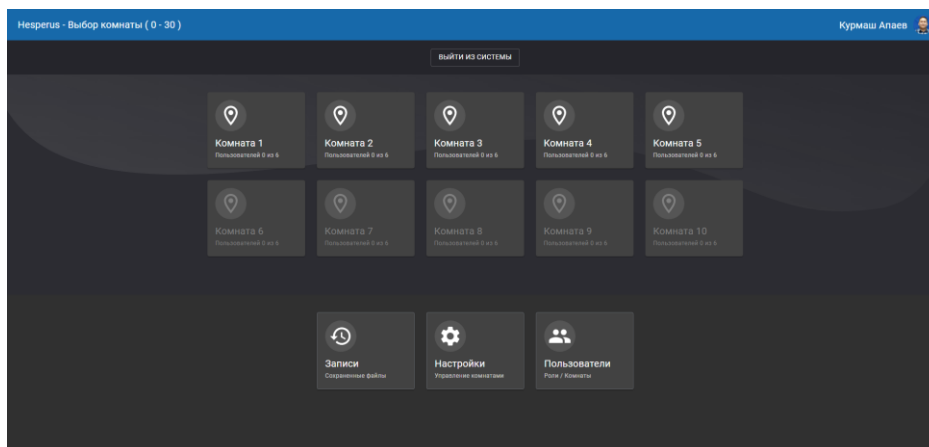 Hesperus - Выбор комнаты ( 0 - 30 )
Курмаш Апаев
ВЫЙТИ ИЗ СИСТЕМЫ
Комната 1
Пользователей 0 из 6
Комната 2
Пользователей 0 из 6
Комната 3
Пользователей 0 из 6
Комната 4
Пользователей 0 из 6
Комната 5
Пользователей 0 из 6
Комната 6
Пользователей 0 из 6
Комната 7
Пользователей 0 из 6
Комната 8
Пользователей 0 из 6
Комната 9
Пользователей 0 из 6
Комната 10
Пользователей 0 из 6
Записи
Сохраненные файлы
Настройки
Управление комнатами
Пользователи
Роли / Комнаты